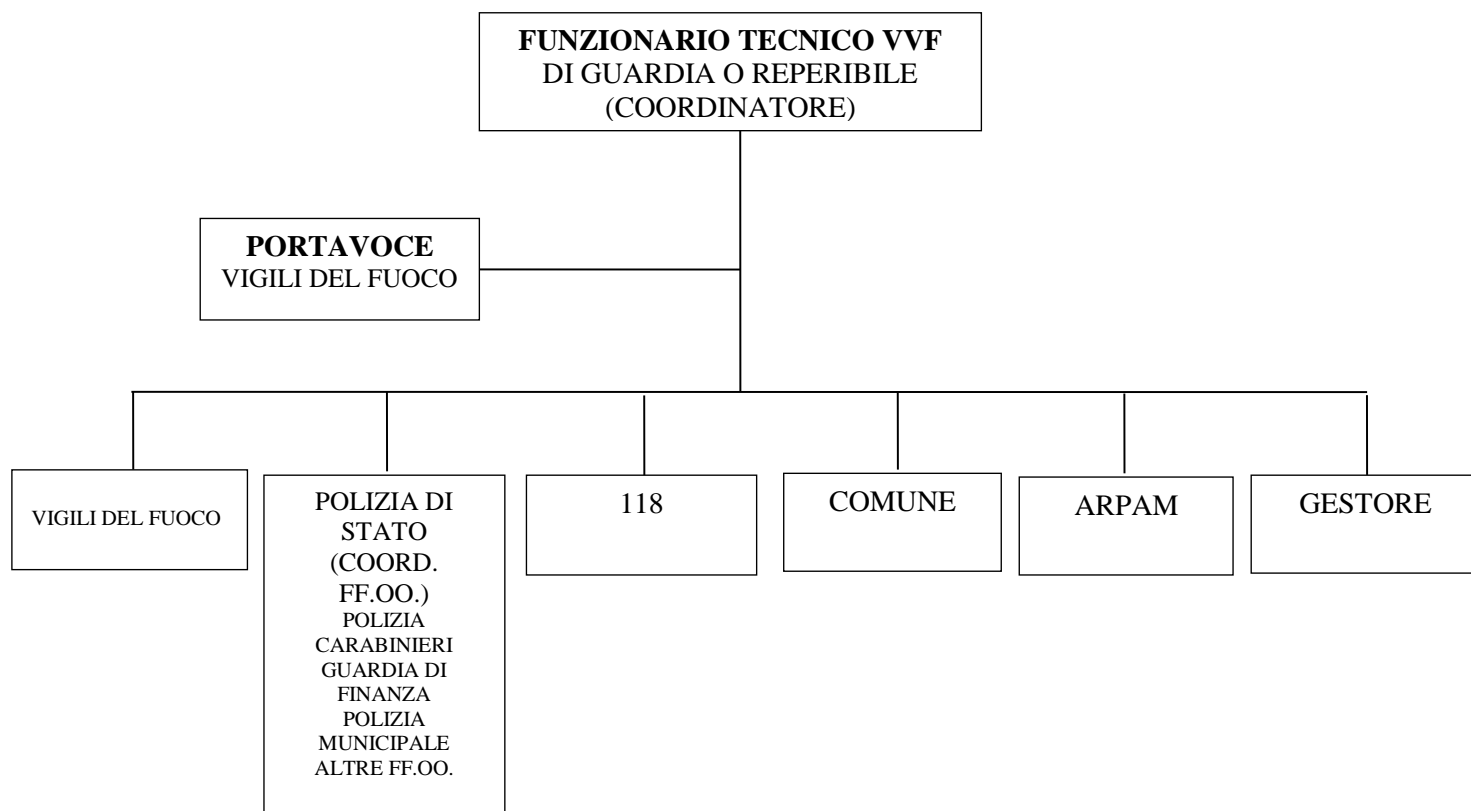 FUNZIONARIO TECNICO VVF
DI GUARDIA O REPERIBILE
(COORDINATORE)
PORTAVOCE
VIGILI DEL FUOCO
VIGILI DEL FUOCO
POLIZIA DI
STATO
(COORD.
FF.OO.)
POLIZIA
CARABINIERI
GUARDIA DI
FINANZA
POLIZIA
MUNICIPALE
ALTRE FF.OO.
118
COMUNE
ARPAM
GESTORE